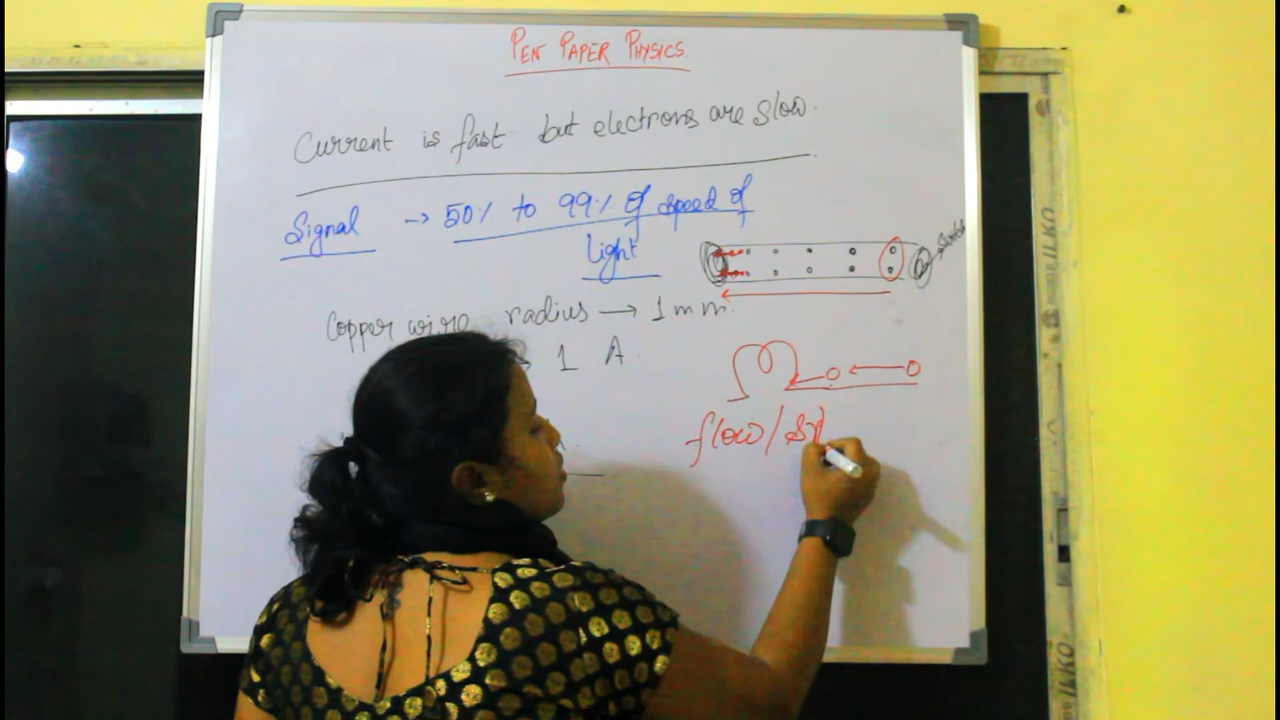 PEN PAPER PHYSICS.
Current is fast but electrons are slow.
Signal → 50% to 99% of speed of
light
Switch
Copper wire radius → 1 mm.
→ 1 A
flow /